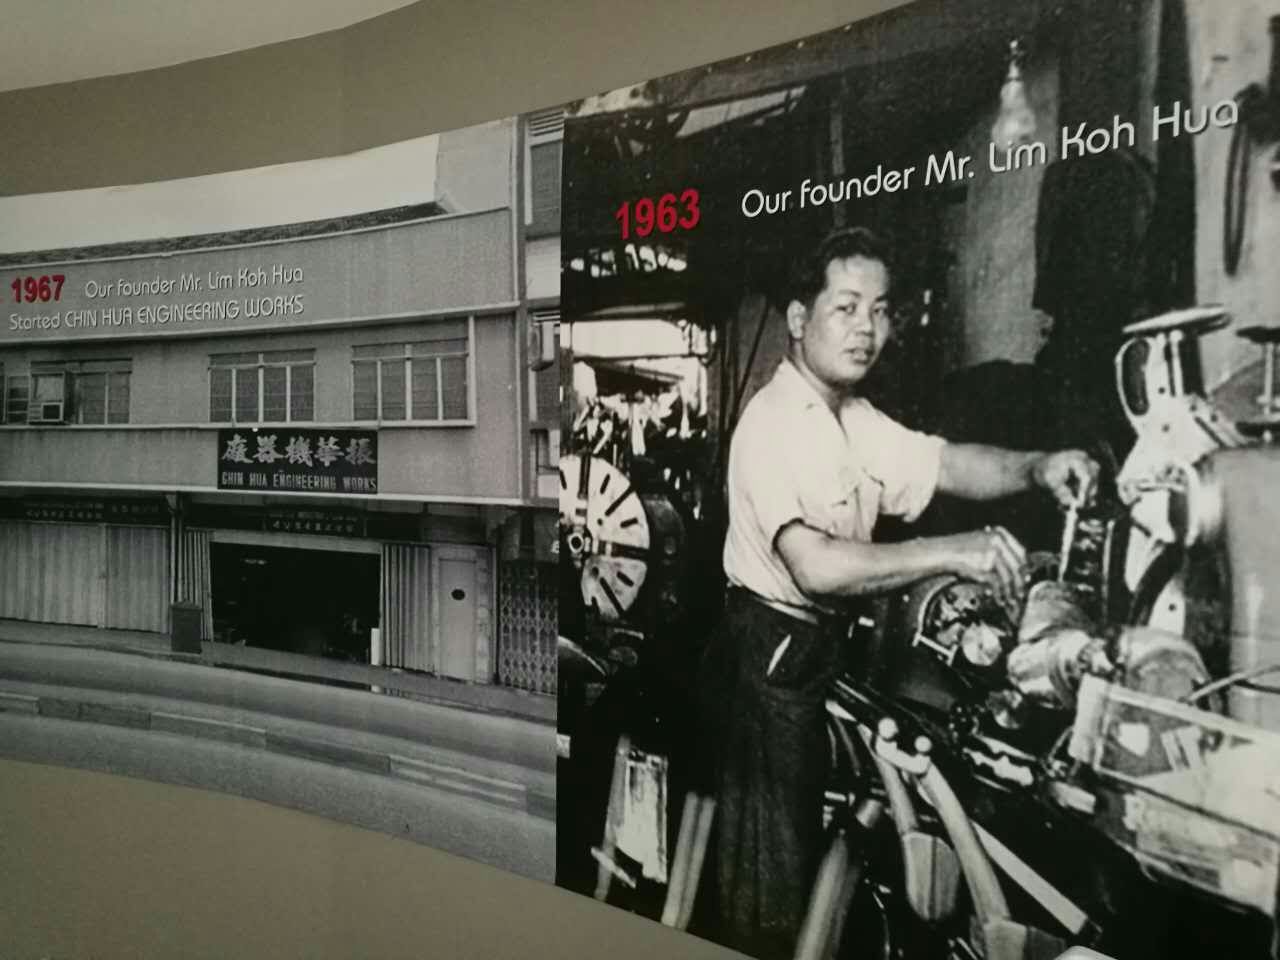 1967 Our founder Mr. Lim Koh Hua
Started CHIN HUA ENGINEERING WORKS
廠器機華振
CHIN HUA ENGINEERING WORKS
1963 Our founder Mr. Lim Koh Hua